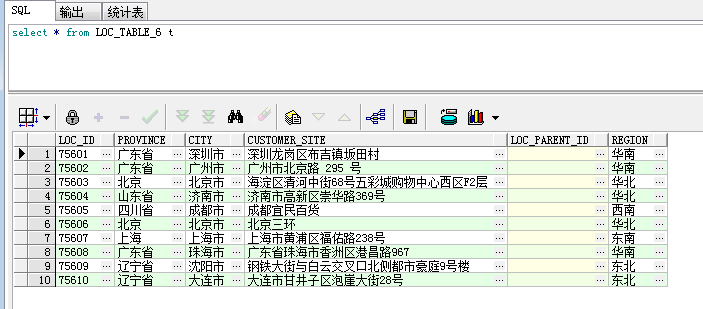 SQL 输出 统计表
select * from LOC_TABLE_6 t
LOC_ID PROVINCE CITY CUSTOMER_SITE LOC_PARENT_ID REGION
1 75601 广东省 深圳市 深圳龙岗区布吉镇坂田村 华南
2 75602 广东省 广州市 广州市北京路 295 号 华南
3 75603 北京 北京市 海淀区清河中街68号五彩城购物中心西区F2层 华北
4 75604 山东省 济南市 济南市高新区崇华路369号 华北
5 75605 四川省 成都市 成都宜民百货 西南
6 75606 北京 北京市 北京三环 华北
7 75607 上海 上海市 上海市黄浦区福佑路238号 东南
8 75608 广东省 珠海市 广东省珠海市香洲区港昌路967 华南
9 75609 辽宁省 沈阳市 钢铁大街与白云交叉口北侧都市豪庭9号楼 东北
10 75610 辽宁省 大连市 大连市甘井子区泡崖大街28号 东北